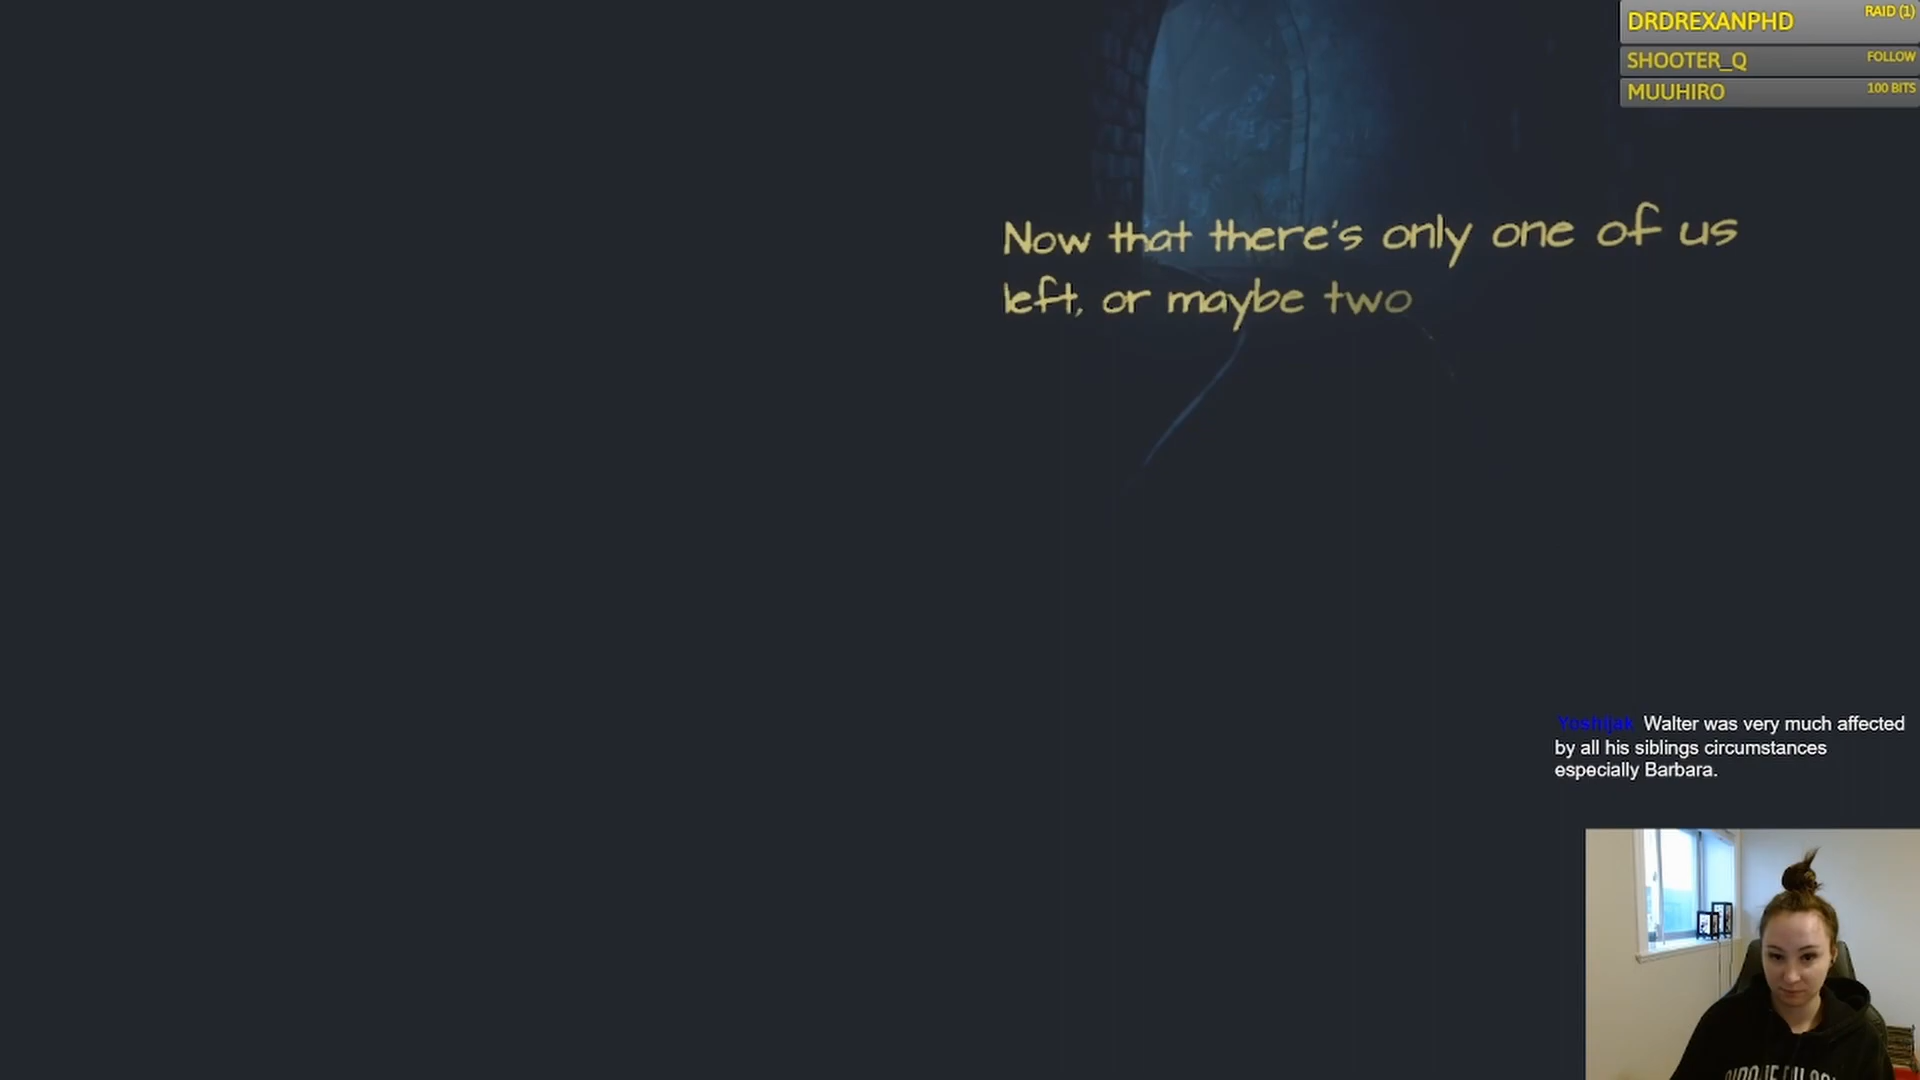 DRDREXANPHD RAID (1)
SHOOTER_Q FOLLOW
MUUHIRO 100 BITS
Now that there's only one of us
left, or maybe two
Yoshijak Walter was very much affected
by all his siblings circumstances
especially Barbara.